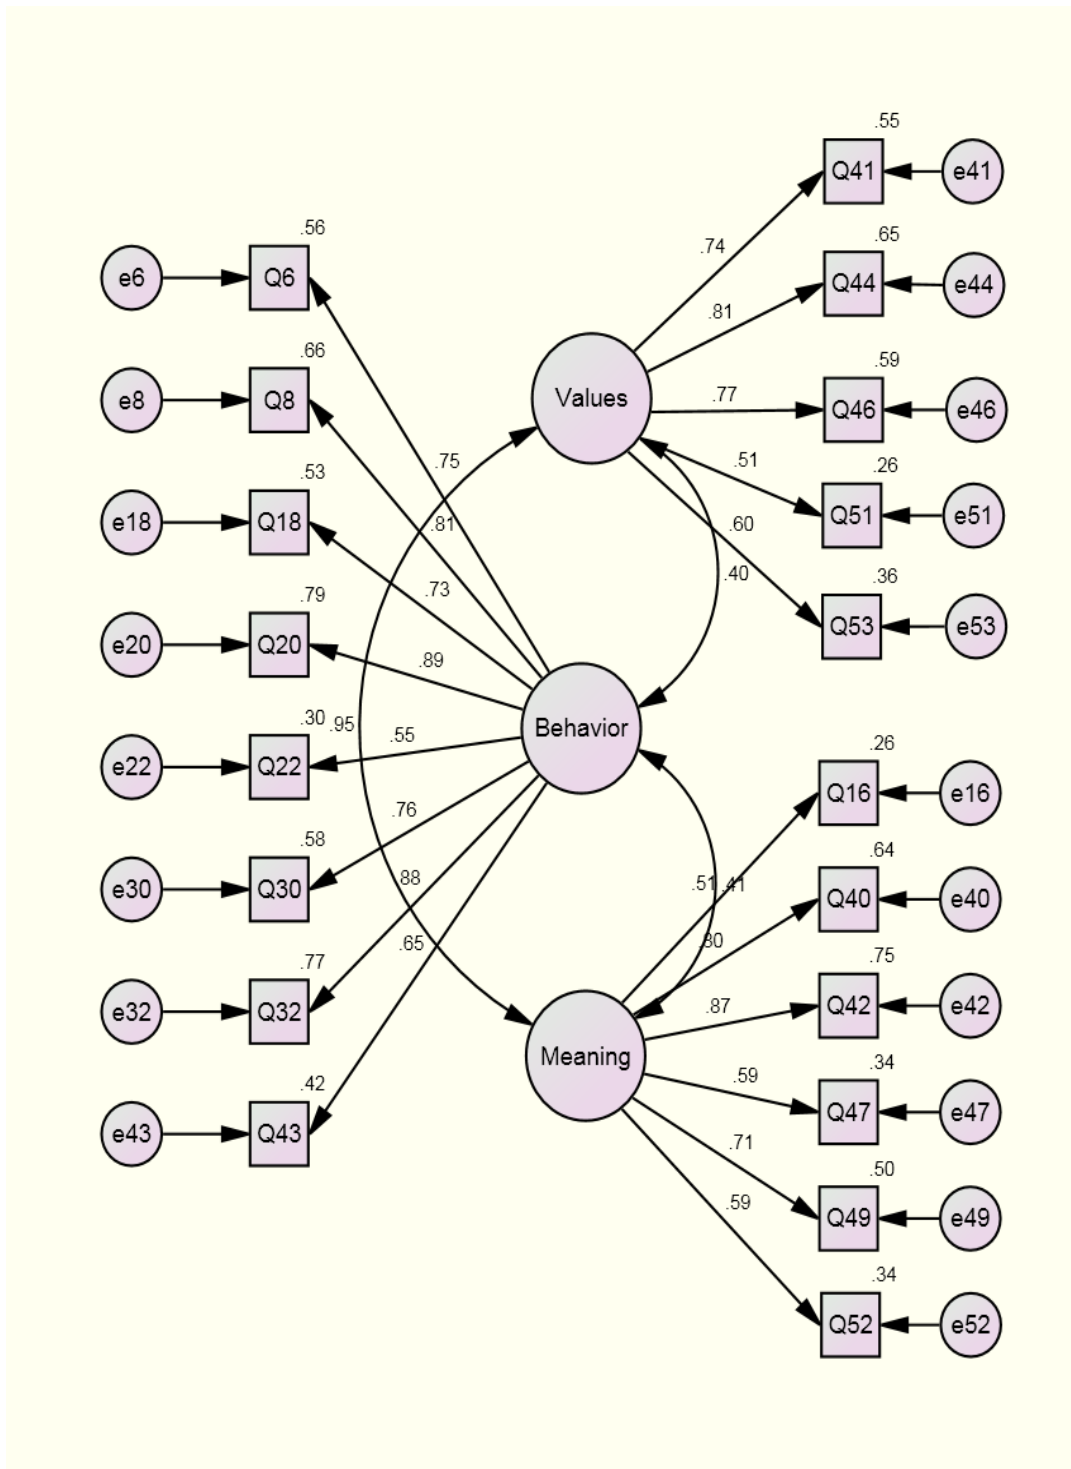 .55
Q41
e41
.56
.65
e6
Q6
.74
Q44
e44
.81
.66
.59
e8
Q8
Values
.77
Q46
e46
.53
.75
.51
.26
e18
Q18
.81
Q51
e51
.60
.79
.73
.40
.36
e20
Q20
.89
Q53
e53
.30
.95
.55
Behavior
e22
Q22
.26
Q16
e16
.58
.76
.64
e30
Q30
.88
.51
.41
Q40
e40
.77
.65
.80
.75
e32
Q32
.87
Q42
e42
Meaning
.42
.59
.34
e43
Q43
Q47
e47
.71
.50
.59
Q49
e49
.34
Q52
e52